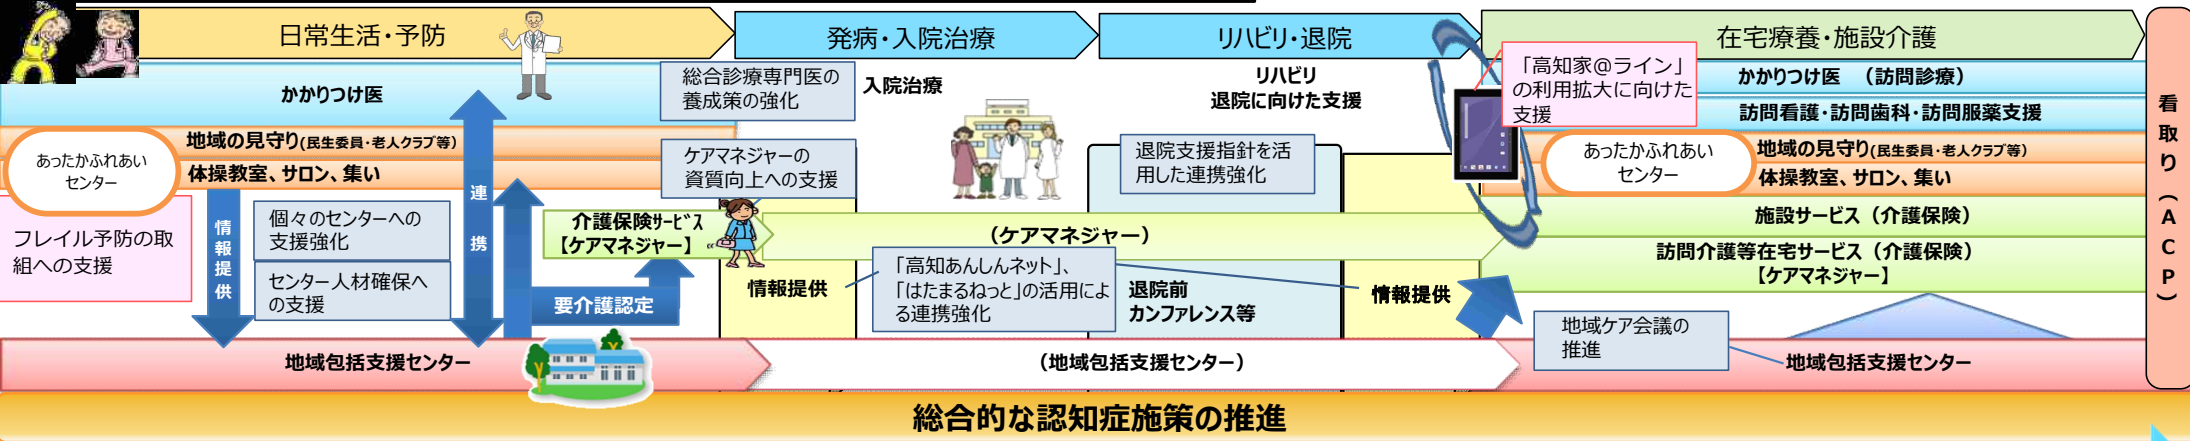 日常生活・予防
発病・入院治療
リハビリ・退院
在宅療養・施設介護
看取り（ACP）
かかりつけ医
総合診療専門医の
養成策の強化
入院治療
リハビリ
退院に向けた支援
「高知家@ライン」
の利用拡大に向けた
支援
かかりつけ医　（訪問診療）
訪問看護・訪問歯科・訪問服薬支援
地域の見守り(民生委員・老人クラブ等)
体操教室、サロン、集い
あったかふれあい
センター
ケアマネジャーの
資質向上への支援
退院支援指針を活
用した連携強化
あったかふれあい
センター
地域の見守り(民生委員・老人クラブ等)
体操教室、サロン、集い
フレイル予防の取
組への支援
情報提供
個々のセンターへの
支援強化
センター人材確保へ
の支援
連携
介護保険サービス
【ケアマネジャー】
要介護認定
（ケアマネジャー）
情報提供
「高知あんしんネット」、
「はたまるねっと」の活用によ
る連携強化
退院前
カンファレンス等
情報提供
施設サービス（介護保険）
訪問介護等在宅サービス（介護保険）
【ケアマネジャー】
地域ケア会議の
推進
地域包括支援センター
（地域包括支援センター）
地域包括支援センター
総合的な認知症施策の推進